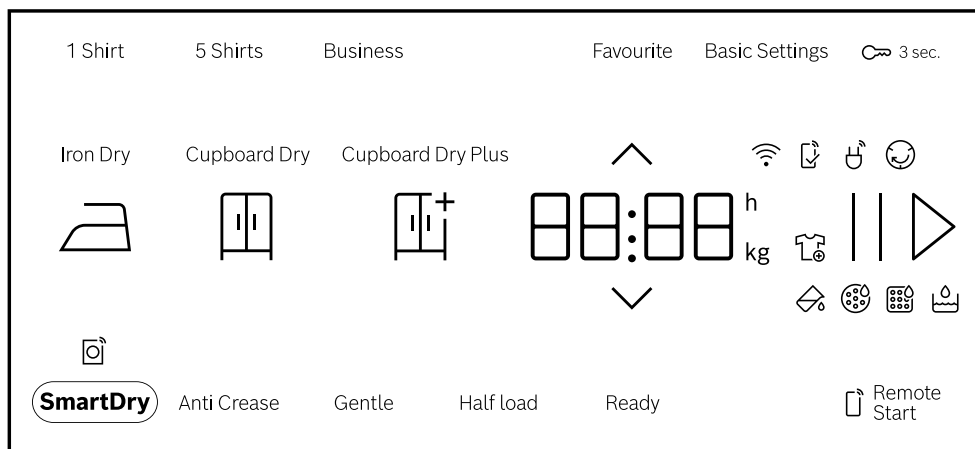 1 Shirt 5 Shirts Business Favourite Basic Settings 3 sec.
Iron Dry Cupboard Dry Cupboard Dry Plus
88:88 h
kg
SmartDry Anti Crease Gentle Half load Ready Remote
Start